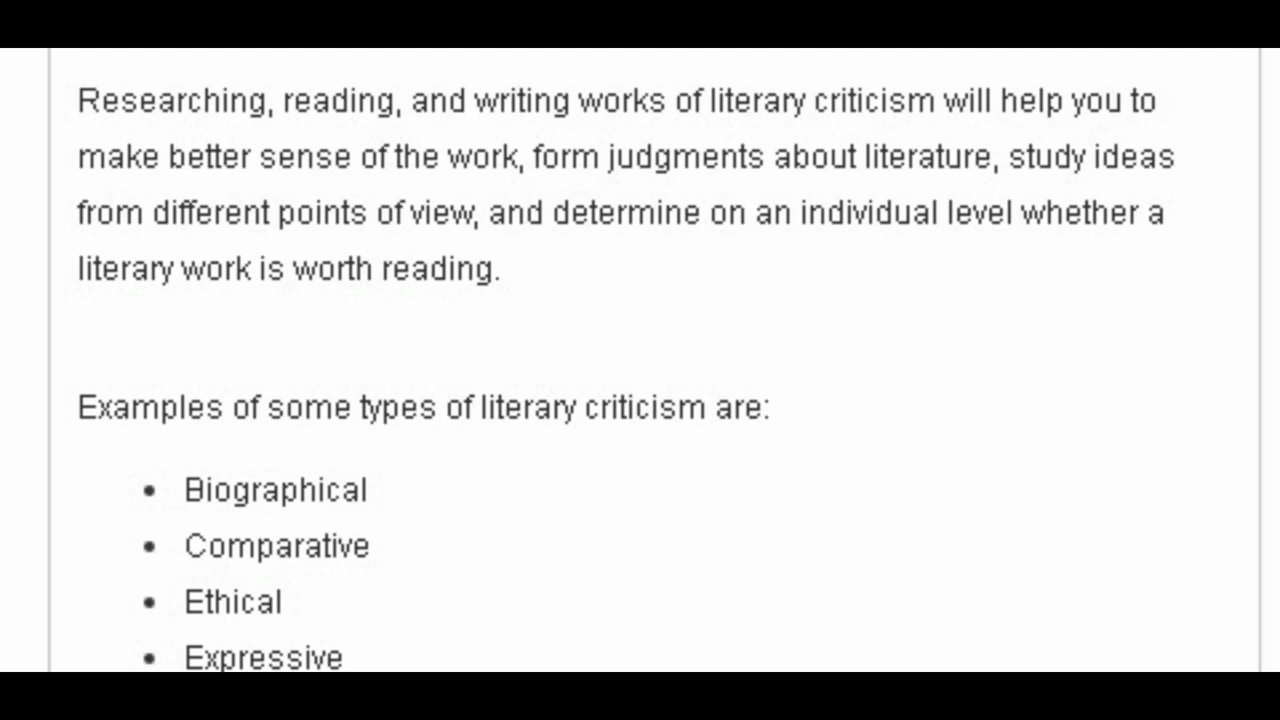 Researching, reading, and writing works of literary criticism will help you to
make better sense of the work, form judgments about literature, study ideas
from different points of view, and determine on an individual level whether a
literary work is worth reading.
Examples of some types of literary criticism are:
• Biographical
• Comparative
• Ethical
• Expressive